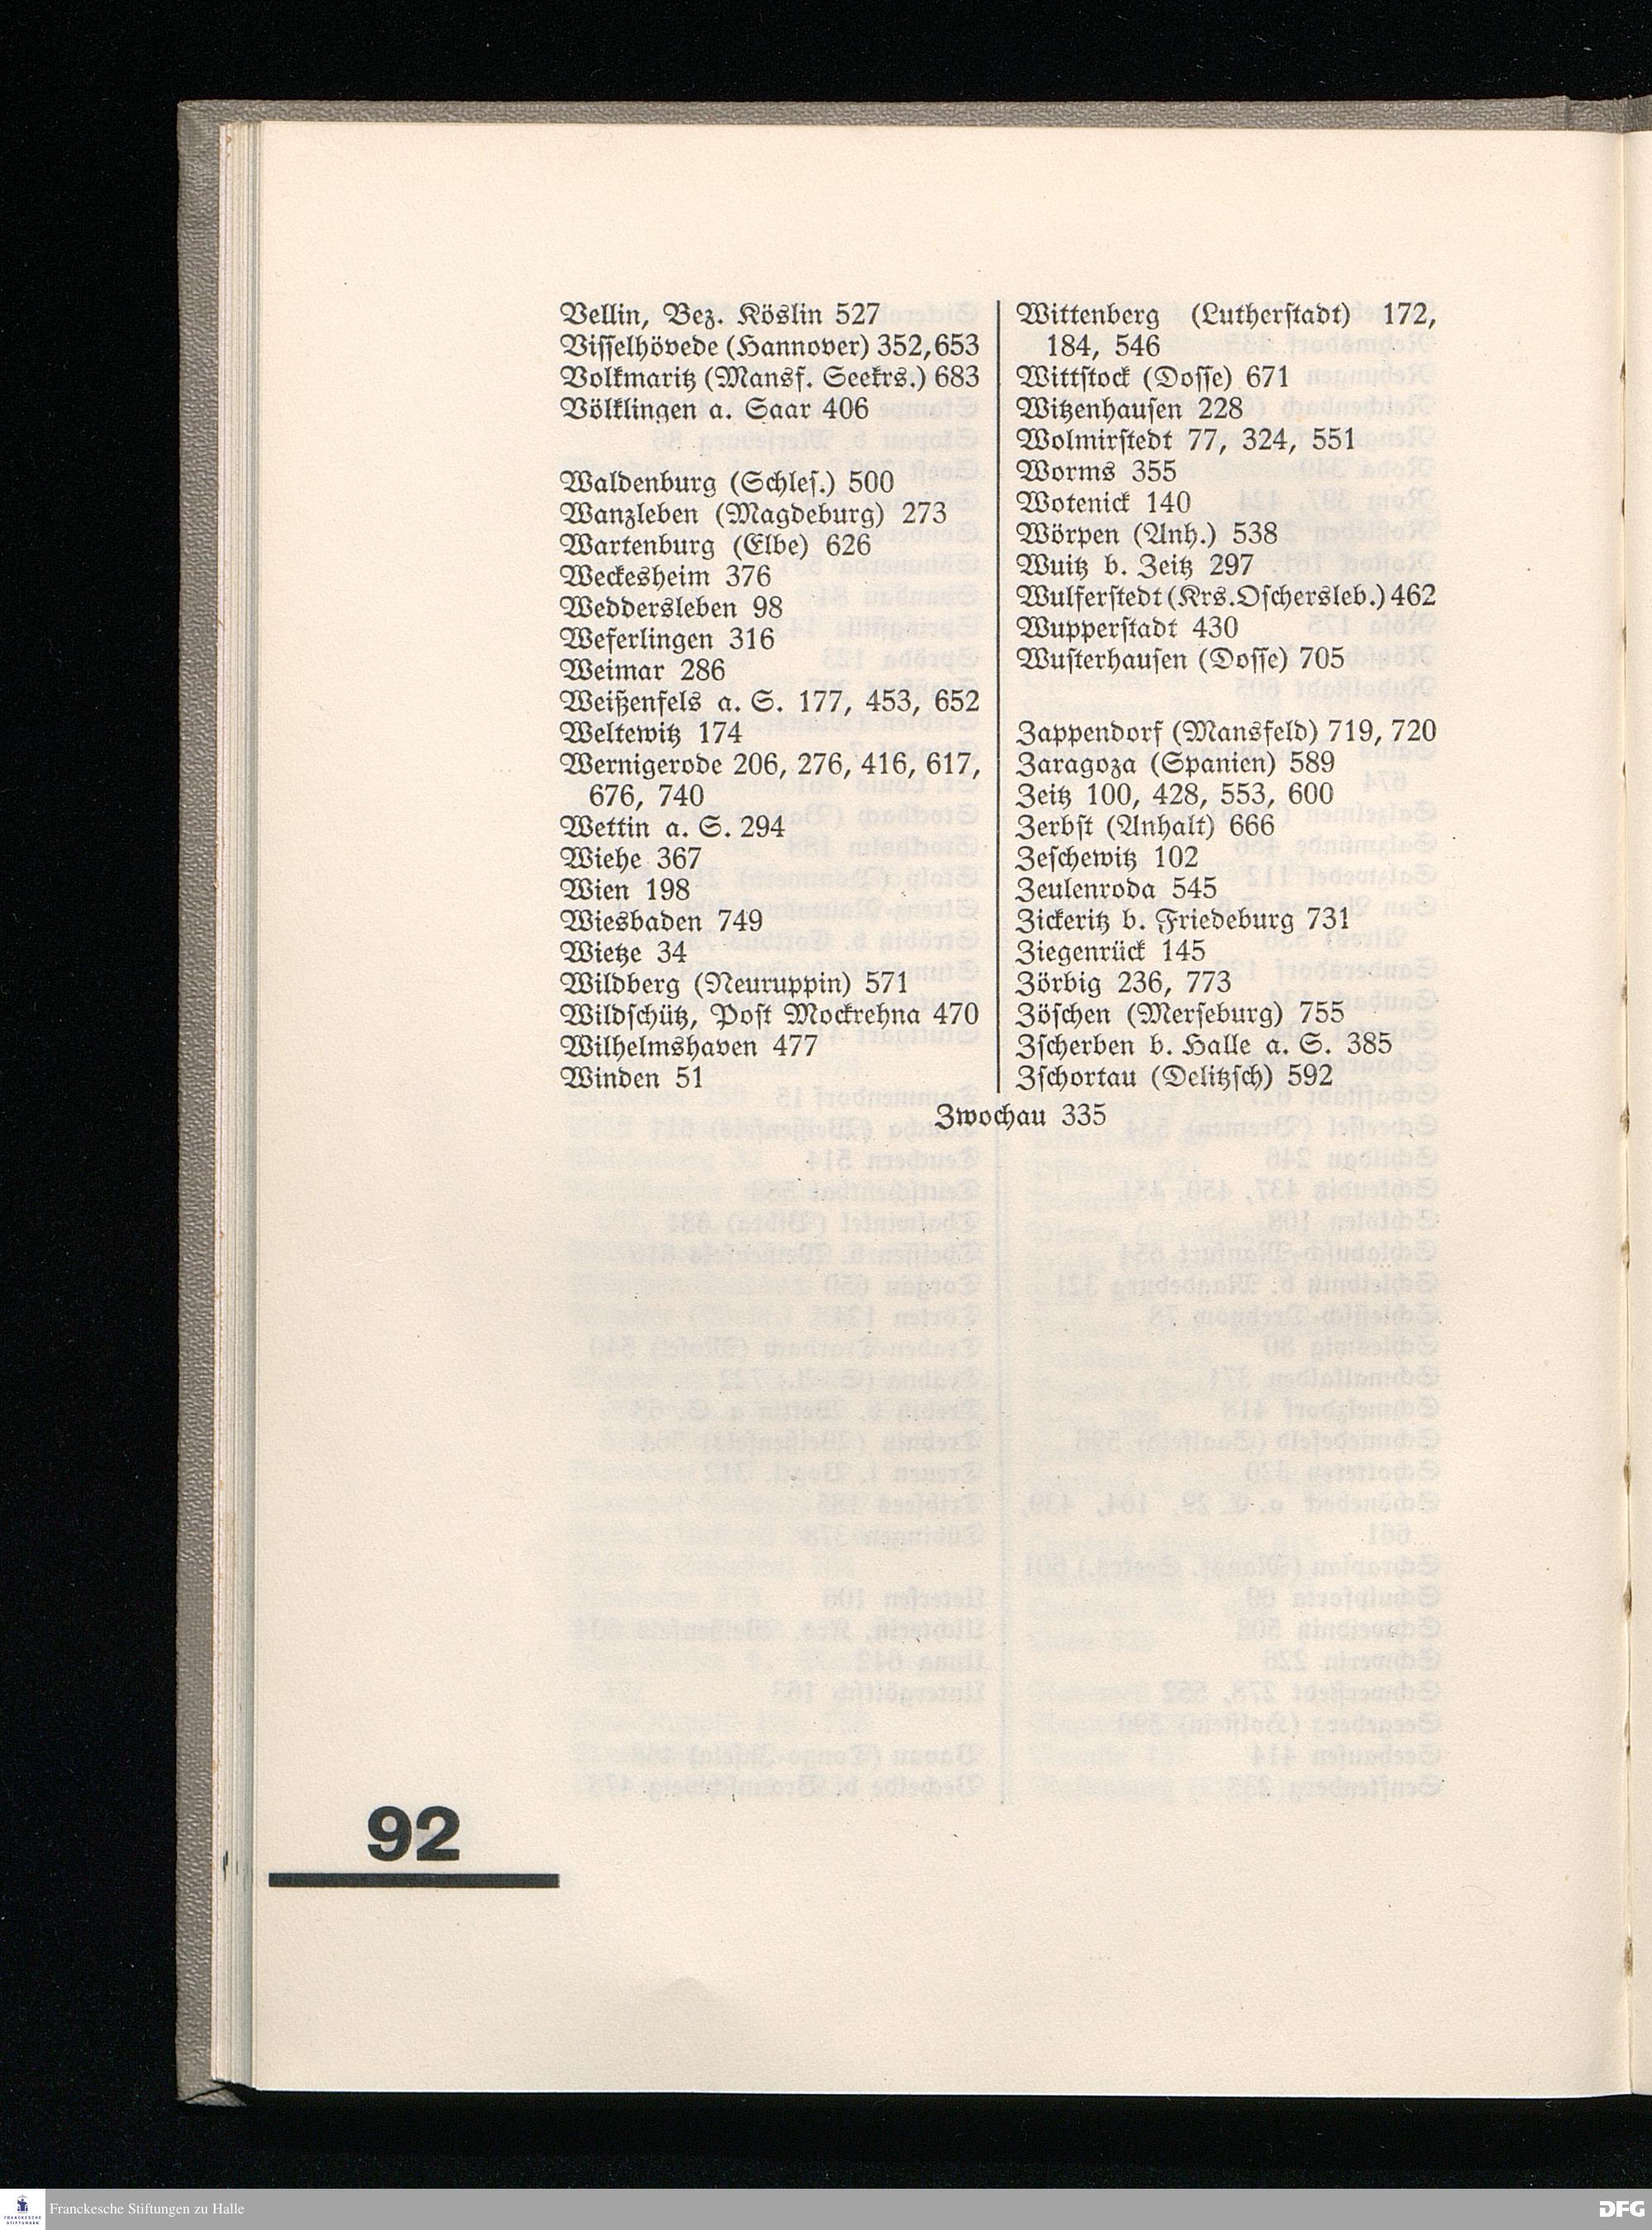 Vellin, Bez. Köslin 527
Visselhövede (Hannover) 352, 653
Volkmaritz (Mansf. Seekrs.) 683
Völklingen a. Saar 406
Waldenburg (Schles.) 500
Wanzleben (Magdeburg) 273
Wartenburg (Elbe) 626
Weckesheim 376
Weddersleben 98
Weferlingen 316
Weimar 286
Weißenfels a. S. 177, 453, 652
Weltewitz 174
Wernigerode 206, 276, 416, 617,
676, 740
Wettin a. S. 294
Wiehe 367
Wien 198
Wiesbaden 749
Wietze 34
Wildberg (Neuruppin) 571
Wildschütz, Post Mockrehna 470
Wilhelmshaven 477
Winden 51
Wittenberg (Lutherstadt) 172,
184, 546
Wittstock (Dosse) 671
Witzenhausen 228
Wolmirstedt 77, 324, 551
Worms 355
Wotenick 140
Wörpen (Anh.) 538
Wuitz b. Zeitz 297
Wulferstedt (Krs. Oschersleb.) 462
Wupperstadt 430
Wusterhausen (Dosse) 705
Zappendorf (Mansfeld) 719, 720
Zaragoza (Spanien) 589
Zeitz 100, 428, 553, 600
Zerbst (Anhalt) 666
Zeschewitz 102
Zeulenroda 545
Zickeritz b. Friedeburg 731
Ziegenrück 145
Zörbig 236, 773
Zöschen (Merseburg) 755
Zscherben b. Halle a. S. 385
Zschortau (Delitzsch) 592
Zwochau 335
92
Franckesche Stiftungen zu Halle
DFG